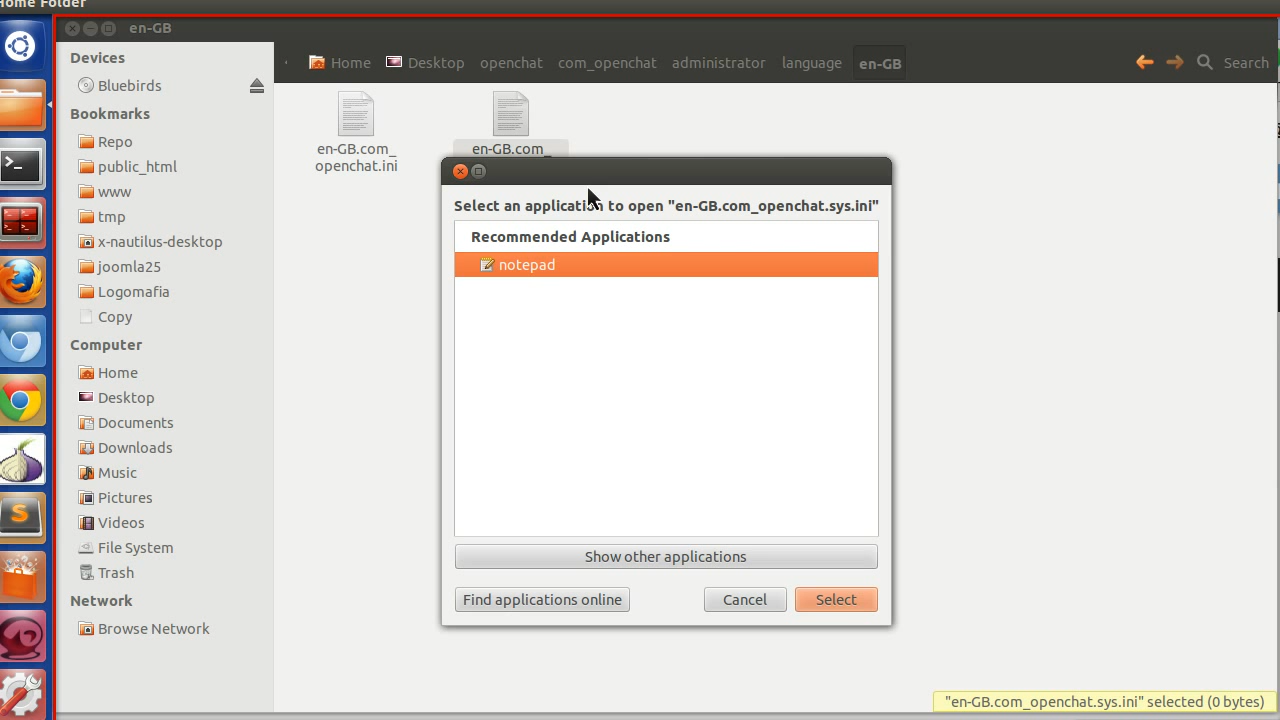 Home Folder
en-GB
Devices
Bluebirds
Bookmarks
Repo
public_html
www
tmp
x-nautilus-desktop
joomla25
Logomafia
Copy
Computer
Home
Desktop
Documents
Downloads
Music
Pictures
Videos
File System
Trash
Network
Browse Network
Home Desktop openchat com_openchat administrator language en-GB Search
en-GB.com_
openchat.ini
en-GB.com_
Select an application to open "en-GB.com_openchat.sys.ini"
Recommended Applications
notepad
Show other applications
Find applications online Cancel Select
"en-GB.com_openchat.sys.ini" selected (0 bytes)